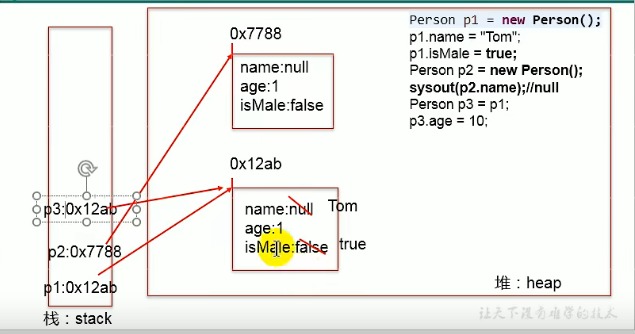 0x7788
name:null
age:1
isMale:false
0x12ab
name:null
Tom
age:1
isMale:false
true
p3:0x12ab
p2:0x7788
p1:0x12ab
栈：stack
堆：heap
Person p1 = new Person();
p1.name = "Tom";
p1.isMale = true;
Person p2 = new Person();
sysout(p2.name);//null
Person p3 = p1;
p3.age = 10;
让天下没有难学的技术